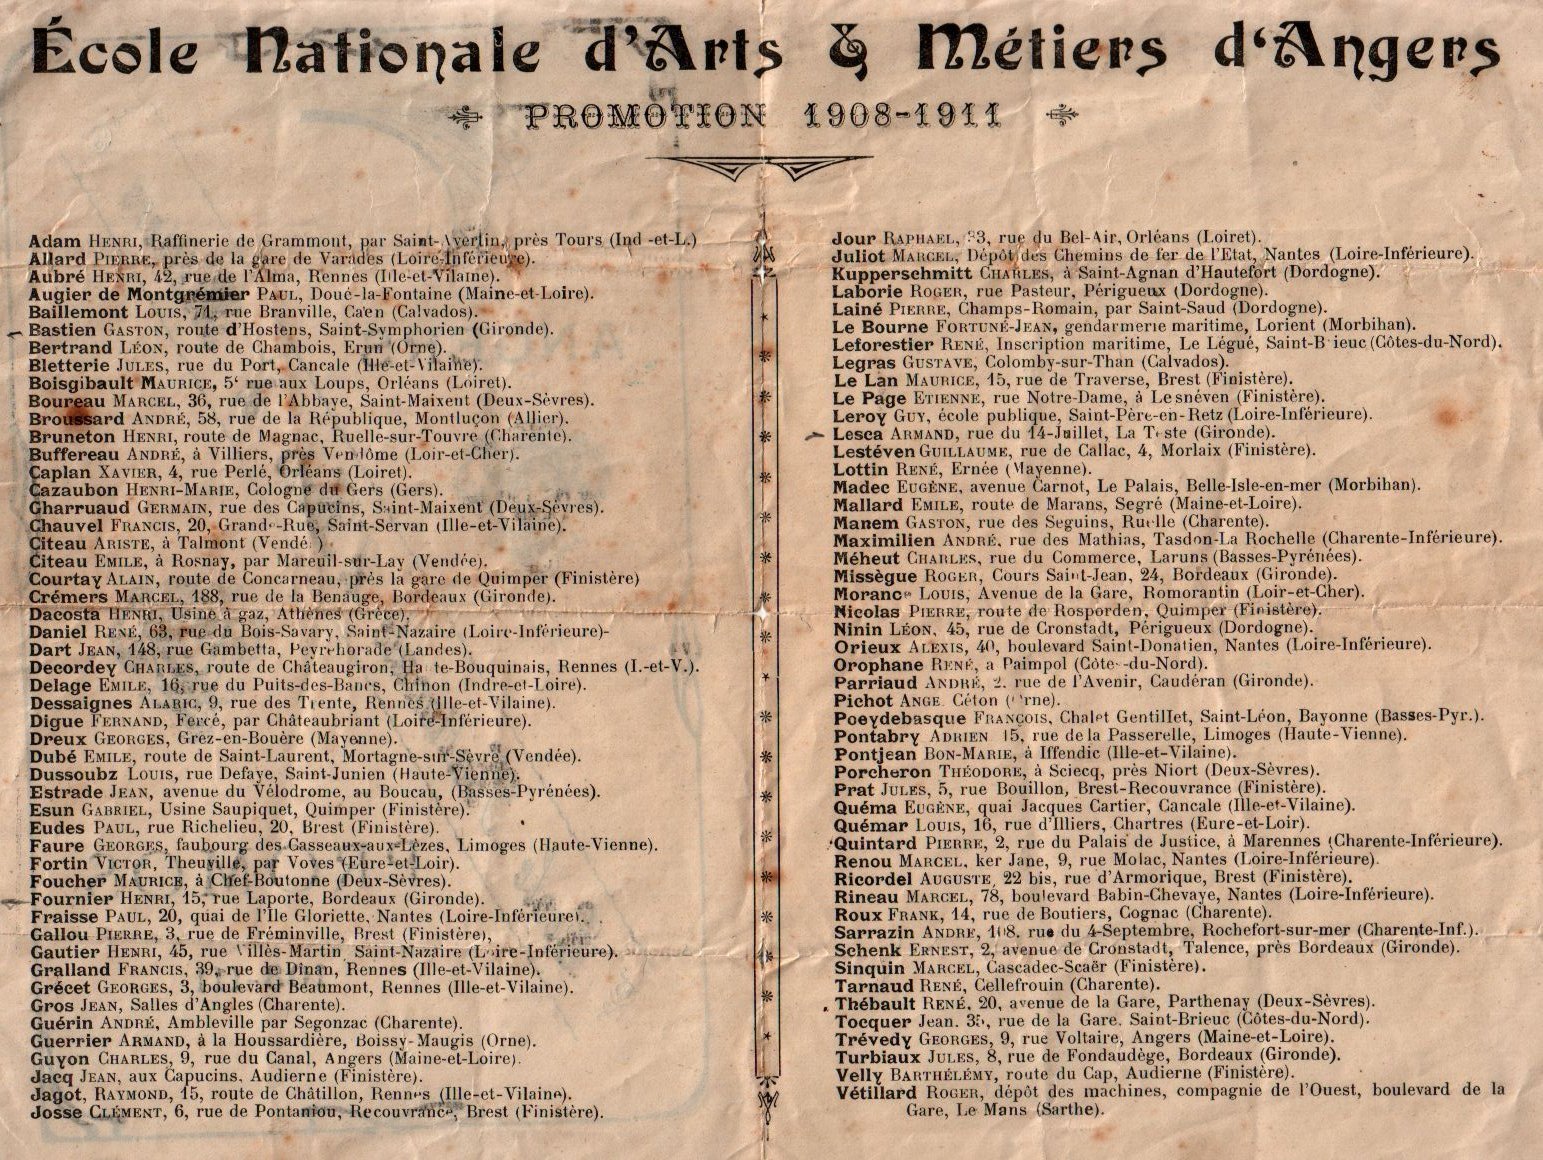 École Nationale d'Arts & Métiers d'Angers
PROMOTION 1908-1911
Adam HENRI, Raffinerie de Grammont, par Saint-Avertin, près Tours (Ind-et-L.)
Allard PIERRE, près de la gare de Varades (Loire-Inférieure).
Aubré HENRI, 42, rue de l'Alma, Rennes (Ille-et-Vilaine).
Augier de Montgrémier PAUL, Doué-la-Fontaine (Maine-et-Loire).
Baillemont LOUIS, 71, rue Branville, Caen (Calvados).
Bastien GASTON, route d'Hostens, Saint-Symphorien (Gironde).
Bertrand LÉON, route de Chambois, Exmes (Orne).
Bletterie JULES, rue du Port, Cancale (Ille-et-Vilaine).
Boisgibault MAURICE, rue aux Loups, Orléans (Loiret).
Boureau MARCEL, 36, rue de l'Abbaye, Saint-Maixent (Deux-Sèvres).
Broussard ANDRÉ, 58, rue de la République, Montluçon (Allier).
Bruneton HENRI, route de Magnac, Ruelle-sur-Touvre (Charente).
Buffereau ANDRÉ, à Villiers, près Vendôme (Loir-et-Cher).
Caplan XAVIER, 4, rue Perlé, Orléans (Loiret).
Cazaubon HENRI-MARIE, Cologne du Gers (Gers).
Charruaud GERMAIN, rue des Capucins, Saint-Maixent (Deux-Sèvres).
Chauvel FRANCIS, 20, Grande-Rue, Saint-Servan (Ille-et-Vilaine).
Citeau ARISTE, à Talmont (Vendée)
Citeau EMILE, à Rosnay, par Mareuil-sur-Lay (Vendée).
Courtay ALAIN, route de Concarneau, près la gare de Quimper (Finistère)
Crémers MARCEL, 188, rue de la Benauge, Bordeaux (Gironde).
Dacosta HENRI, Usine à gaz, Athènes (Grèce).
Daniel RENÉ, 63, rue du Bois-Savary, Saint-Nazaire (Loire-Inférieure)-
Dart JEAN, 148, rue Gambetta, Peyrehorade (Landes).
Decordey CHARLES, route de Châteaugiron, Haute-Bouquinais, Rennes (I.-et-V.).
Delage EMILE, 16, rue du Puits-des-Bancs, Chinon (Indre-et-Loire).
Dessaignes ALARIC, 9, rue des Trente, Rennes (Ille-et-Vilaine).
Digue FERNAND, Fercé, par Châteaubriant (Loire-Inférieure).
Dreux GEORGES, Grez-en-Bouère (Mayenne).
Dubé EMILE, route de Saint-Laurent, Mortagne-sur-Sèvre (Vendée).
Dussoubz LOUIS, rue Defaye, Saint-Junien (Haute-Vienne).
Estrade JEAN, avenue du Vélodrome, au Boucau, (Basses-Pyrénées).
Esun GABRIEL, Usine Saupiquet, Quimper (Finistère).
Eudes PAUL, rue Richelieu, 20, Brest (Finistère).
Faure GEORGES, faubourg des Casseaux-aux-Lèzes, Limoges (Haute-Vienne).
Fortin VICTOR, Theuville, par Voves (Eure-et-Loir).
Foucher MAURICE, à Chef-Boutonne (Deux-Sèvres).
Fournier HENRI, 15, rue Laporte, Bordeaux (Gironde).
Fraisse PAUL, 20, quai de l'Ile Gloriette, Nantes (Loire-Inférieure).
Gallou PIERRE, 3, rue de Fréminville, Brest (Finistère),
Gautier HENRI, 45, rue Villès-Martin Saint-Nazaire (Loire-Inférieure).
Gralland FRANCIS, 39, rue de Dinan, Rennes (Ille-et-Vilaine).
Grécet GEORGES, 3, boulevard Beaumont, Rennes (Ille-et-Vilaine).
Gros JEAN, Salles d'Angles (Charente).
Guérin ANDRÉ, Ambleville par Segonzac (Charente).
Guerrier ARMAND, à la Houssardière, Boissy-Maugis (Orne).
Guyon CHARLES, 9, rue du Canal, Angers (Maine-et-Loire).
Jacq JEAN, aux Capucins, Audierne (Finistère).
Jagot, RAYMOND, 15, route de Châtillon, Rennes (Ille-et-Vilaine).
Josse CLÉMENT, 6, rue de Pontaniou, Recouvrance, Brest (Finistère).
Jour RAPHAEL, rue du Bel-Air, Orléans (Loiret).
Juliot MARCEL, Dépôt des Chemins de fer de l'Etat, Nantes (Loire-Inférieure).
Kupperschmitt CHARLES, à Saint-Agnan d'Hautefort (Dordogne).
Laborie ROGER, rue Pasteur, Périgueux (Dordogne).
Lainé PIERRE, Champs-Romain, par Saint-Saud (Dordogne).
Le Bourne FORTUNÉ-JEAN, gendarmerie maritime, Lorient (Morbihan).
Leforestier RENÉ, Inscription maritime, Le Légué, Saint-Brieuc (Côtes-du-Nord).
Legras GUSTAVE, Colomby-sur-Than (Calvados).
Le Lan MAURICE, 15, rue de Traverse, Brest (Finistère).
Le Page ETIENNE, rue Notre-Dame, à Lesnéven (Finistère).
Leroy GUY, école publique, Saint-Père-en-Retz (Loire-Inférieure).
Lesca ARMAND, rue du 14-Juillet, La Teste (Gironde).
Lestéven GUILLAUME, rue de Callac, 4, Morlaix (Finistère).
Lottin RENÉ, Ernée (Mayenne).
Madec EUGÈNE, avenue Carnot, Le Palais, Belle-Isle-en-mer (Morbihan).
Mallard EMILE, route de Marans, Segré (Maine-et-Loire).
Manem GASTON, rue des Seguins, Ruelle (Charente).
Maximilien ANDRÉ, rue des Mathias, Tasdon-La Rochelle (Charente-Inférieure).
Méheut CHARLES, rue du Commerce, Laruns (Basses-Pyrénées).
Missègue ROGER, Cours Saint-Jean, 24, Bordeaux (Gironde).
Morance LOUIS, Avenue de la Gare, Romorantin (Loir-et-Cher).
Nicolas PIERRE, route de Rosporden, Quimper (Finistère).
Ninin LÉON, 45, rue de Cronstadt, Périgueux (Dordogne).
Orieux ALEXIS, 40, boulevard Saint-Donatien, Nantes (Loire-Inférieure).
Orophane RENÉ, a Paimpol (Côtes-du-Nord).
Parriaud ANDRÉ, 2, rue de l'Avenir, Caudéran (Gironde).
Pichot ANGE Céton (Orne).
Poeydebasque FRANÇOIS, Chalet Gentillet, Saint-Léon, Bayonne (Basses-Pyr.).
Pontabry ADRIEN 15, rue de la Passerelle, Limoges (Haute-Vienne).
Pontjean BON-MARIE, à Iffendic (Ille-et-Vilaine).
Porcheron THÉODORE, à Sciecq, près Niort (Deux-Sèvres).
Prat JULES, 5, rue Bouillon, Brest-Recouvrance (Finistère).
Quéma EUGÈNE, quai Jacques Cartier, Cancale (Ille-et-Vilaine).
Quémar LOUIS, 16, rue d'Illiers, Chartres (Eure-et-Loir).
Quintard PIERRE, 2, rue du Palais de Justice, à Marennes (Charente-Inférieure).
Renou MARCEL, ker Jane, 9, rue Molac, Nantes (Loire-Inférieure).
Ricordel AUGUSTE, 22 bis, rue d'Armorique, Brest (Finistère).
Rineau MARCEL, 78, boulevard Babin-Chevaye, Nantes (Loire-Inférieure).
Roux FRANK, 14, rue de Boutiers, Cognac (Charente).
Sarrazin ANDRÉ, 108, rue du 4-Septembre, Rochefort-sur-mer (Charente-Inf.).
Schenk ERNEST, 2, avenue de Cronstadt, Talence, près Bordeaux (Gironde).
Sinquin MARCEL, Cascadec-Scaër (Finistère).
Tarnaud RENÉ, Cellefrouin (Charente).
Thébault RENÉ, 20, avenue de la Gare, Parthenay (Deux-Sèvres).
Tocquer Jean, rue de la Gare, Saint-Brieuc (Côtes-du-Nord).
Trévedy GEORGES, 9, rue Voltaire, Angers (Maine-et-Loire).
Turbiaux JULES, 8, rue de Fondaudège, Bordeaux (Gironde).
Velly BARTHÉLÉMY, route du Cap, Audierne (Finistère).
Vétillard ROGER, dépôt des machines, compagnie de l'Ouest, boulevard de la
Gare, Le Mans (Sarthe).